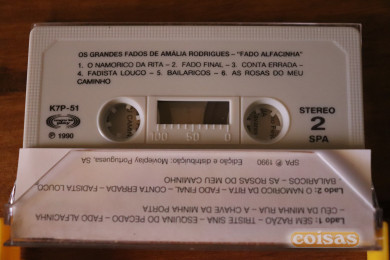 OS GRANDES FADOS DE AMÁLIA RODRIGUES – "FADO ALFACINHA"
1. O NAMORICO DA RITA – 2. FADO FINAL – 3. CONTA ERRADA –
– 4. FADISTA LOUCO – 5. BAILARICOS – 6. AS ROSAS DO MEU
CAMINHO
K7P-51
℗ 1990
STEREO
2
SPA
100 50 0
Lado 1: SEM RAZÃO – TRISTE SINA – ESQUINA DO PECADO – FADO ALFACINHA
– CÉU DA MINHA RUA – A CHAVE DA MINHA PORTA
Lado 2: O NAMORICO DA RITA – FADO FINAL – CONTA ERRADA – FADISTA LOUCO
– BAILARICOS – AS ROSAS DO MEU CAMINHO
SPA ℗ 1990 Edição e distribuição: Movieplay Portuguesa, SA
coisas